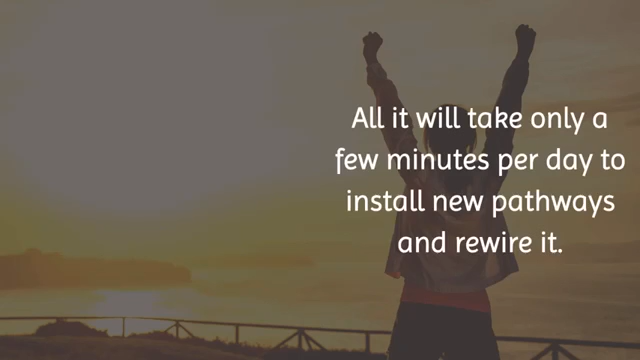 All it will take only a
few minutes per day to
install new pathways
and rewire it.